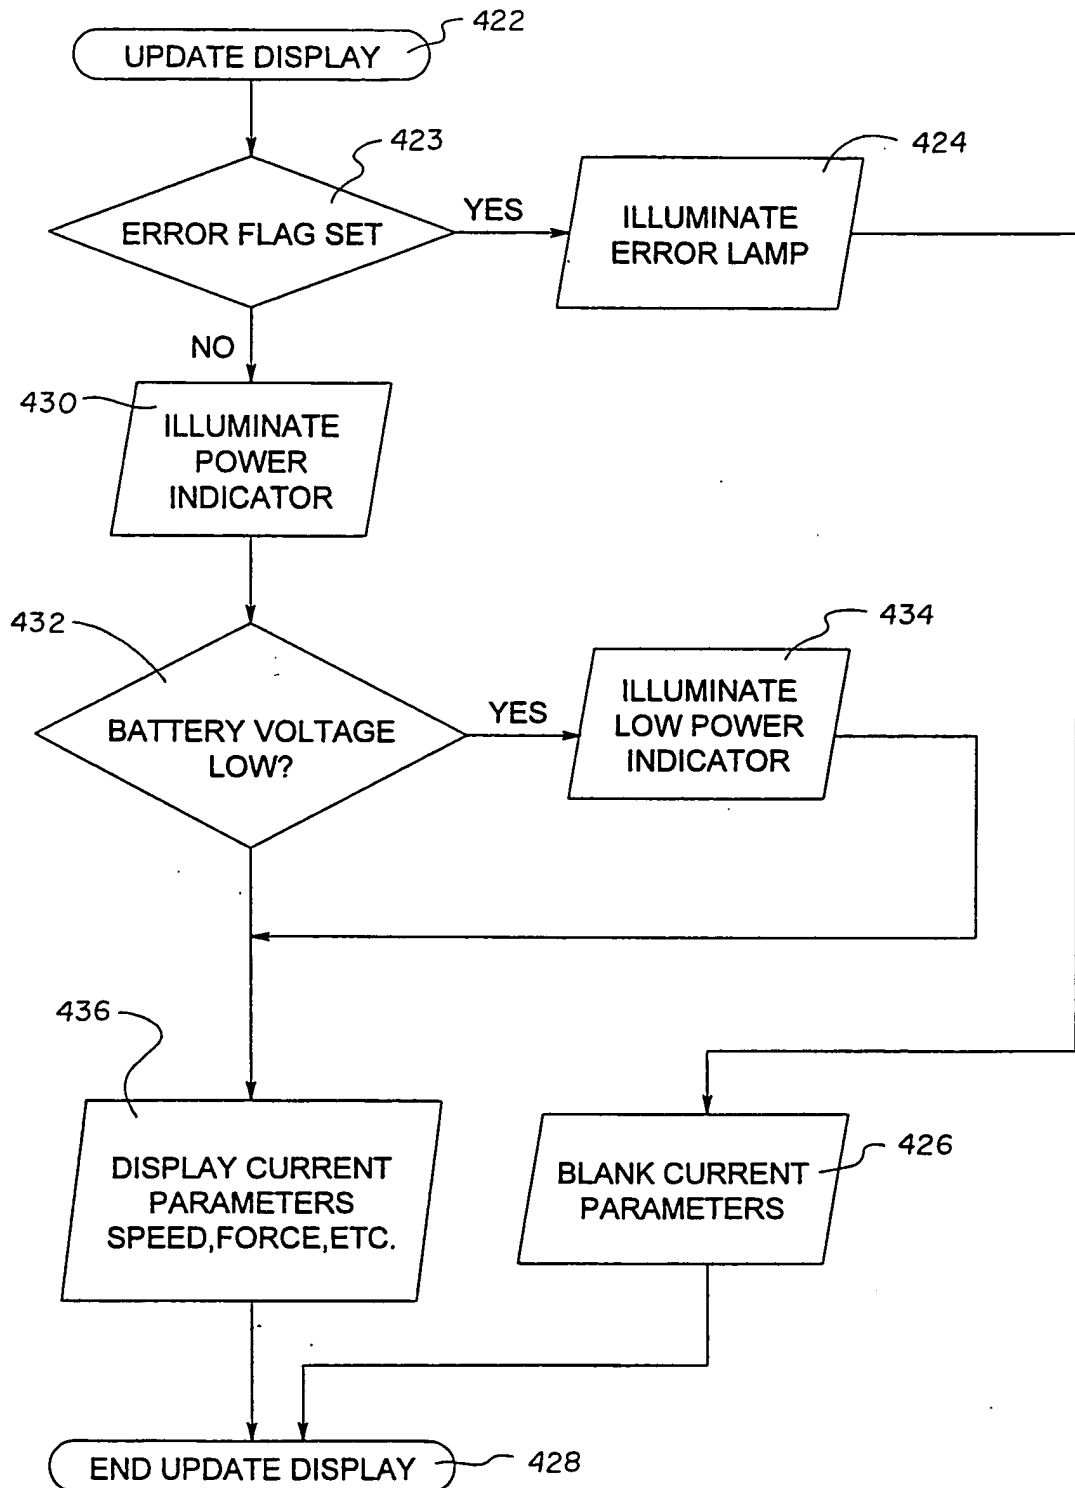 422
UPDATE DISPLAY
423
424
ERROR FLAG SET
YES
ILLUMINATE
ERROR LAMP
NO
430
ILLUMINATE
POWER
INDICATOR
432
434
BATTERY VOLTAGE
LOW?
YES
ILLUMINATE
LOW POWER
INDICATOR
436
DISPLAY CURRENT
PARAMETERS
SPEED,FORCE,ETC.
426
BLANK CURRENT
PARAMETERS
END UPDATE DISPLAY
428